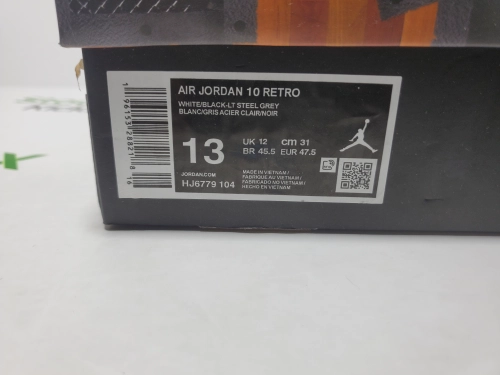 AIR JORDAN 10 RETRO
WHITE/BLACK-LT STEEL GREY
BLANC/GRIS ACIER CLAIR/NOIR
13
UK 12 cm 31
BR 45.5 EUR 47.5
JORDAN.COM
HJ6779 104
MADE IN VIETNAM /
FABRIQUE AU VIETNAM /
FABRICADO NO VIETNAM /
HECHO EN VIETNAM